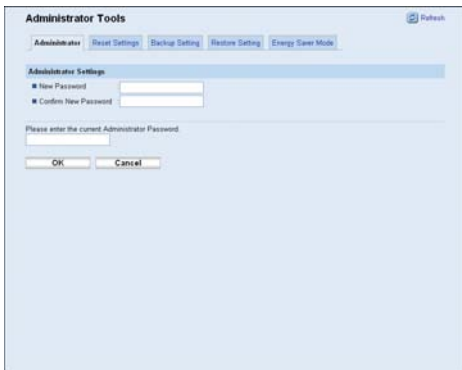 Administrator Tools
Refresh
Administrator Reset Settings Backup Setting Restore Setting Energy Saver Mode
Administrator Settings
New Password
Confirm New Password
Please enter the current Administrator Password.
OK Cancel